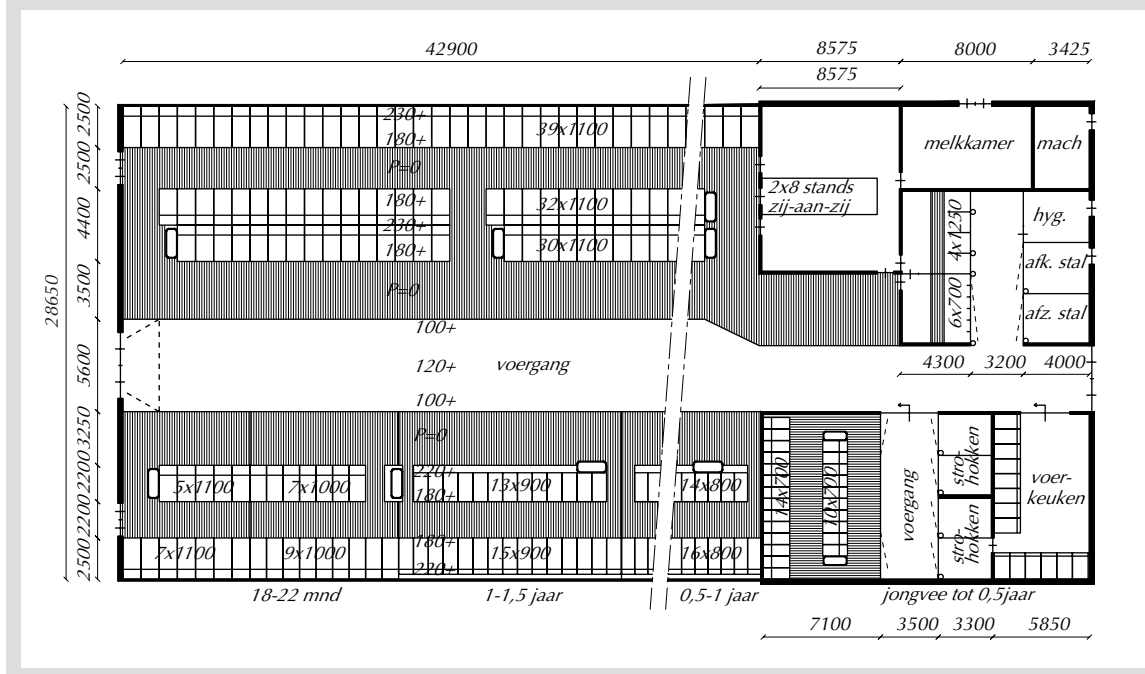 42900
8575
8000
3425
8575
28650
2500
2500
4400
3500
5600
3250
2200
2200
2500
230+
180+
39x1100
P=0
180+
32x1100
230+
180+
30x1100
P=0
100+
120+
voergang
100+
2x8 stands
zij-aan-zij
melkkamer
mach
4x1250
6x700
hyg.
afk. stal
afz. stal
4300
3200
4000
P=0
220+
180+
5x1100
7x1000
13x900
14x800
180+
220+
7x1100
9x1000
15x900
16x800
14x700
10x700
voergang
stro-
hokken
stro-
hokken
voer-
keuken
18-22 mnd
1-1,5 jaar
0,5-1 jaar
jongvee tot 0,5jaar
7100
3500
3300
5850